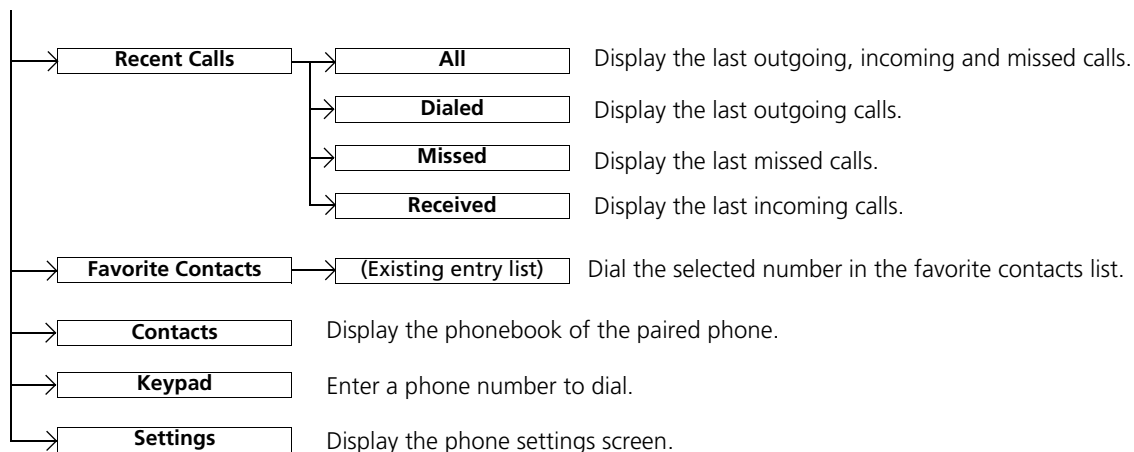 Recent Calls All Display the last outgoing, incoming and missed calls.
Dialed Display the last outgoing calls.
Missed Display the last missed calls.
Received Display the last incoming calls.
Favorite Contacts (Existing entry list) Dial the selected number in the favorite contacts list.
Contacts Display the phonebook of the paired phone.
Keypad Enter a phone number to dial.
Settings Display the phone settings screen.